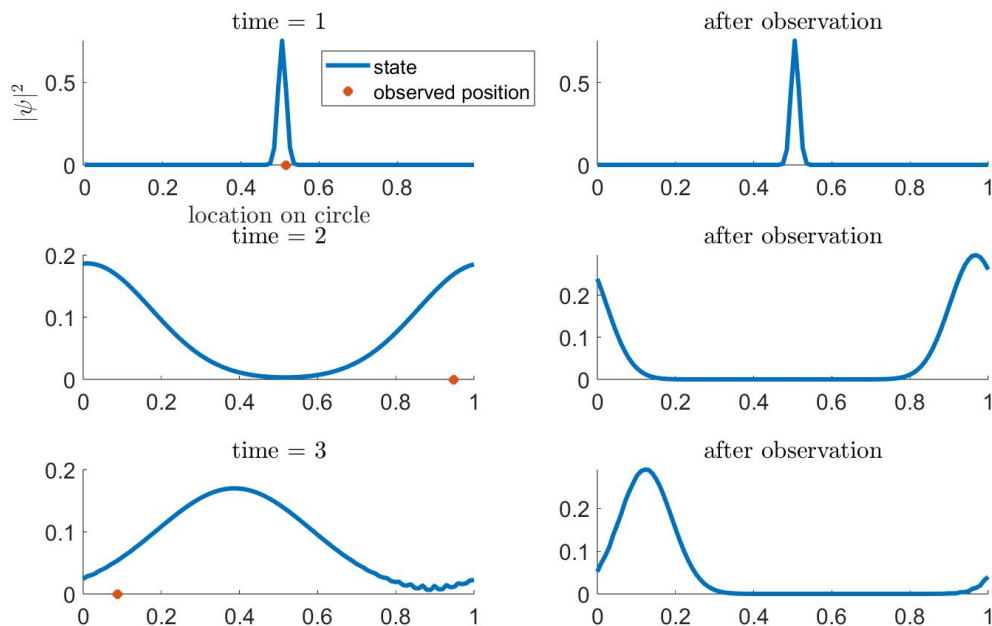 time = 1
after observation
|ψ|²
0.5
0
state
observed position
0.5
0
0 0.2 0.4 0.6 0.8
0 0.2 0.4 0.6 0.8 1
location on circle
time = 2
after observation
0.2
0.1
0
0.2
0.1
0
0 0.2 0.4 0.6 0.8 1
0 0.2 0.4 0.6 0.8 1
time = 3
after observation
0.2
0.1
0
0.2
0.1
0
0 0.2 0.4 0.6 0.8 1
0 0.2 0.4 0.6 0.8 1